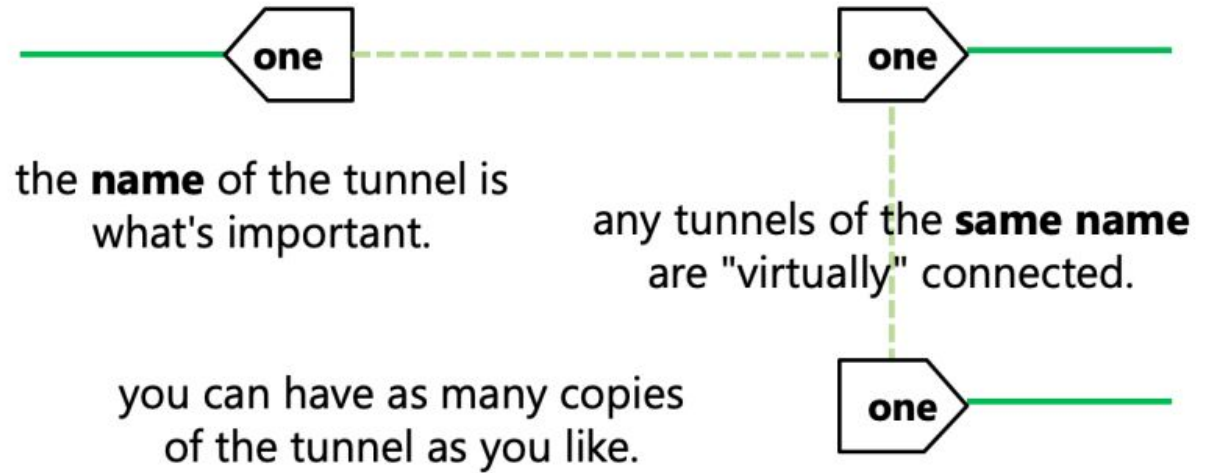 one
one
the name of the tunnel is
what's important.
any tunnels of the same name
are "virtually" connected.
you can have as many copies
of the tunnel as you like.
one